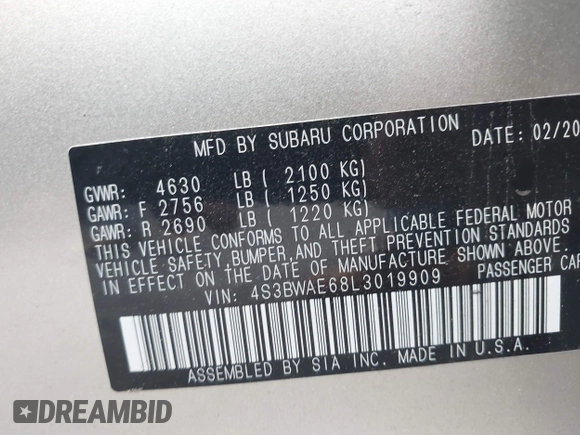 MFD BY SUBARU CORPORATION DATE: 02/20
GVWR: 4630 LB ( 2100 KG)
GAWR: F 2756 LB ( 1250 KG)
GAWR: R 2690 LB ( 1220 KG)
THIS VEHICLE CONFORMS TO ALL APPLICABLE FEDERAL MOTOR
VEHICLE SAFETY,BUMPER,AND THEFT PREVENTION STANDARDS
IN EFFECT ON THE DATE OF MANUFACTURE SHOWN ABOVE.
VIN: 4S3BWAE68L3019909 PASSENGER CAR
ASSEMBLED BY SIA INC. MADE IN U.S.A.
DREAMBID